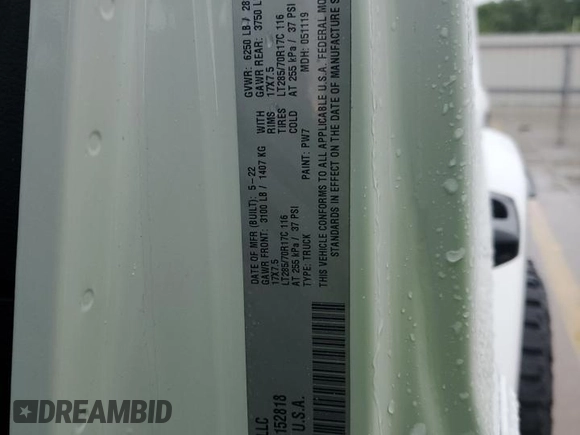 LLC
DATE OF MFR (BUILT): 5-22 GVWR: 6250 LB / 28
GAWR FRONT: 3100 LB / 1407 KG WITH GAWR REAR: 3750 L
17X7.5 RIMS 17X7.5
LT285/70R17C 116 TIRES LT285/70R17C 116
AT 255 kPa / 37 PSI COLD AT 255 kPa / 37 PSI
TYPE: TRUCK PAINT: PW7 MDH: 051119
THIS VEHICLE CONFORMS TO ALL APPLICABLE U.S.A. FEDERAL MO
STANDARDS IN EFFECT ON THE DATE OF MANUFACTURE S
152818
U.S.A.
DREAMBID